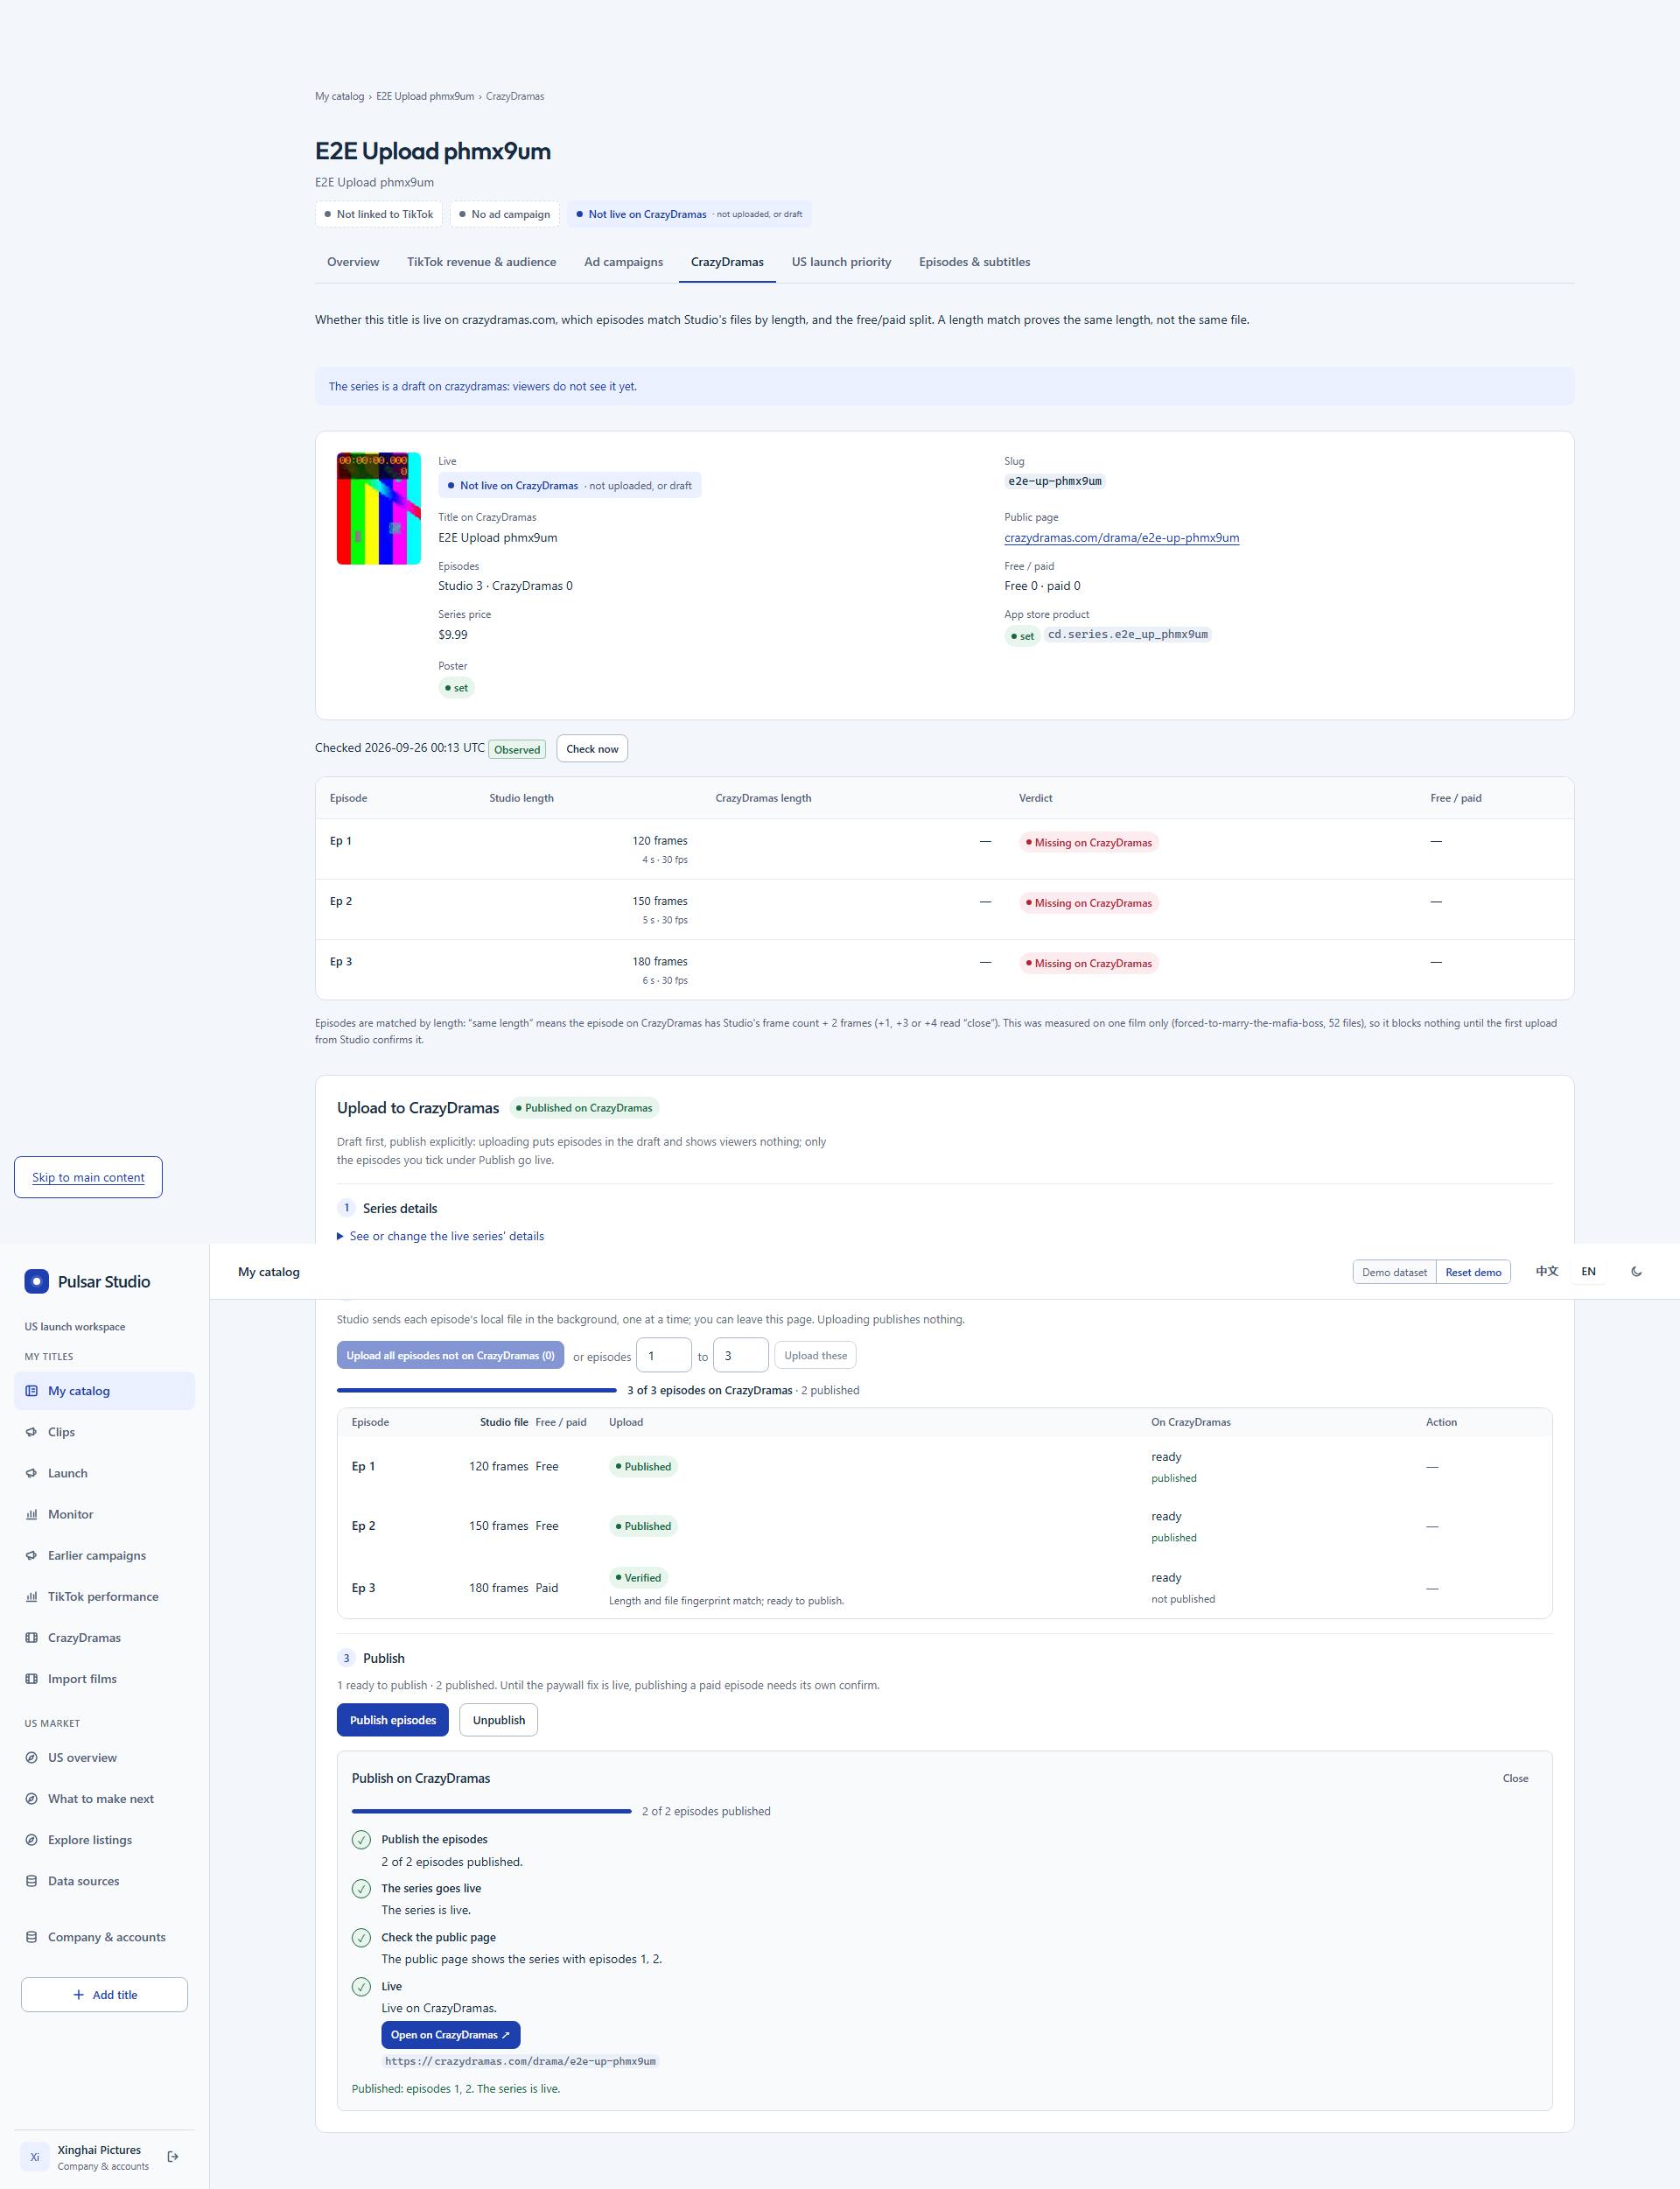 My catalog › E2E Upload phmx9um › CrazyDramas
E2E Upload phmx9um
E2E Upload phmx9um
Not linked to TikTok
No ad campaign
Not live on CrazyDramas · not uploaded, or draft
Overview
TikTok revenue & audience
Ad campaigns
CrazyDramas
US launch priority
Episodes & subtitles
Whether this title is live on crazydramas.com, which episodes match Studio's files by length, and the free/paid split. A length match proves the same length, not the same file.
The series is a draft on crazydramas: viewers do not see it yet.
00:00:00.000
0
Live
Not live on CrazyDramas · not uploaded, or draft
Slug
e2e-up-phmx9um
Title on CrazyDramas
E2E Upload phmx9um
Public page
crazydramas.com/drama/e2e-up-phmx9um
Episodes
Studio 3 · CrazyDramas 0
Free / paid
Free 0 · paid 0
Series price
$9.99
App store product
set cd.series.e2e_up_phmx9um
Poster
set
Checked 2026-09-26 00:13 UTC Observed Check now
Episode Studio length CrazyDramas length Verdict Free / paid
Ep 1 120 frames — Missing on CrazyDramas —
4 s · 30 fps
Ep 2 150 frames — Missing on CrazyDramas —
5 s · 30 fps
Ep 3 180 frames — Missing on CrazyDramas —
6 s · 30 fps
Episodes are matched by length: “same length” means the episode on CrazyDramas has Studio's frame count + 2 frames (+1, +3 or +4 read “close”). This was measured on one film only (forced-to-marry-the-mafia-boss, 52 files), so it blocks nothing until the first upload
from Studio confirms it.
Upload to CrazyDramas Published on CrazyDramas
Draft first, publish explicitly: uploading puts episodes in the draft and shows viewers nothing; only
the episodes you tick under Publish go live.
Skip to main content
1 Series details
See or change the live series' details
Pulsar Studio
US launch workspace
MY TITLES
My catalog
Clips
Launch
Monitor
Earlier campaigns
TikTok performance
CrazyDramas
Import films
US MARKET
US overview
What to make next
Explore listings
Data sources
Company & accounts
Add title
Xi
Xinghai Pictures
Company & accounts
My catalog
Demo dataset Reset demo
中文 EN
Studio sends each episode's local file in the background, one at a time; you can leave this page. Uploading publishes nothing.
Upload all episodes not on CrazyDramas (0) or episodes 1 to 3 Upload these
3 of 3 episodes on CrazyDramas · 2 published
Episode Studio file Free / paid Upload On CrazyDramas Action
Ep 1 120 frames Free Published ready —
published
Ep 2 150 frames Free Published ready —
published
Ep 3 180 frames Paid Verified ready —
Length and file fingerprint match; ready to publish. not published
3 Publish
1 ready to publish · 2 published. Until the paywall fix is live, publishing a paid episode needs its own confirm.
Publish episodes Unpublish
Publish on CrazyDramas Close
2 of 2 episodes published
✓ Publish the episodes
2 of 2 episodes published.
✓ The series goes live
The series is live.
✓ Check the public page
The public page shows the series with episodes 1, 2.
✓ Live
Live on CrazyDramas.
Open on CrazyDramas ↗
https://crazydramas.com/drama/e2e-up-phmx9um
Published: episodes 1, 2. The series is live.